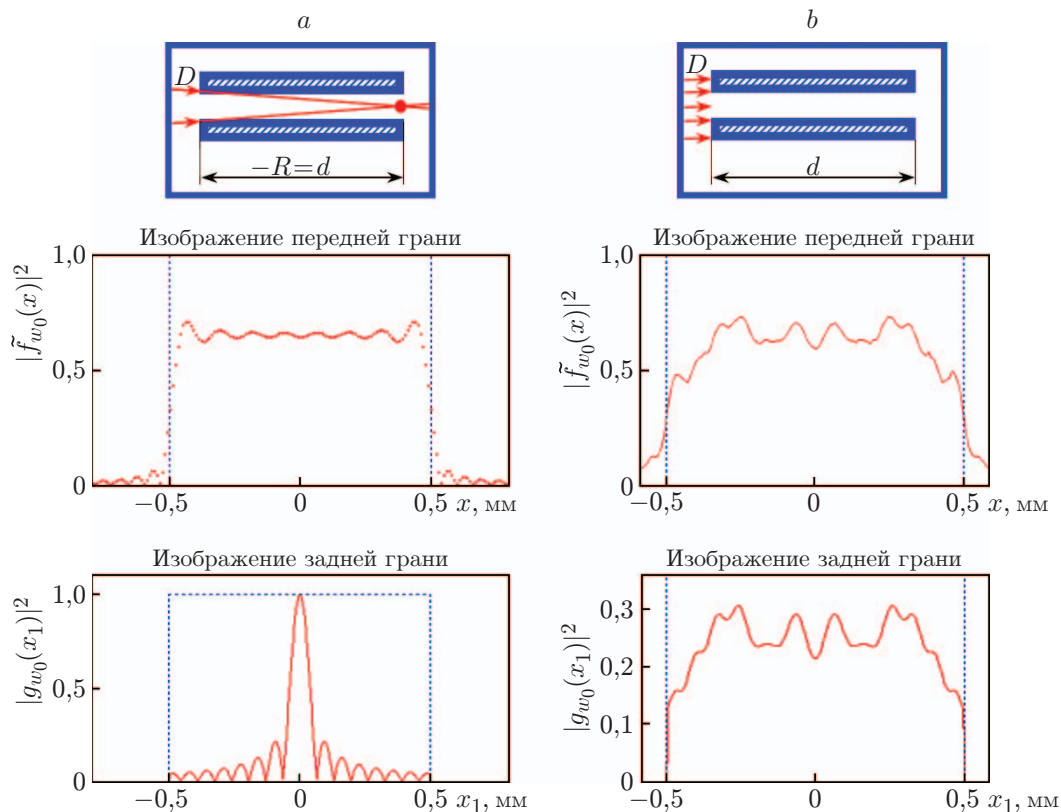 a
b
D
−R=d
D
d
Изображение передней грани
1,0
0,5
0
|f̃w₀(x)|²
−0,5
0
0,5
x, мм
Изображение передней грани
1,0
0,5
0
|f̃w₀(x)|²
−0,5
0
0,5
x, мм
Изображение задней грани
1,0
0,5
0
|gw₀(x₁)|²
−0,5
0
0,5
x₁, мм
Изображение задней грани
0,3
0,2
0,1
0
|gw₀(x₁)|²
−0,5
0
0,5
x₁, мм